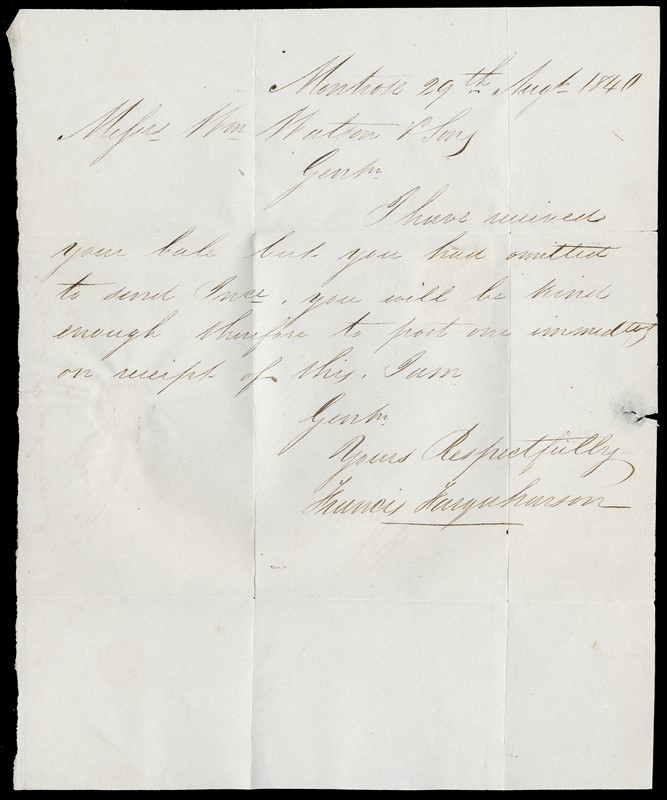 Montrose 29th Augt 1840
Messrs Wm Watson & Sons
Gentn
I have received
your bale but you had omitted
to send Ince. you will be kind
enough therefore to post one immedtly
on receipt of this. I am
Gentn
Yours Respectfully
Francis Farquharson